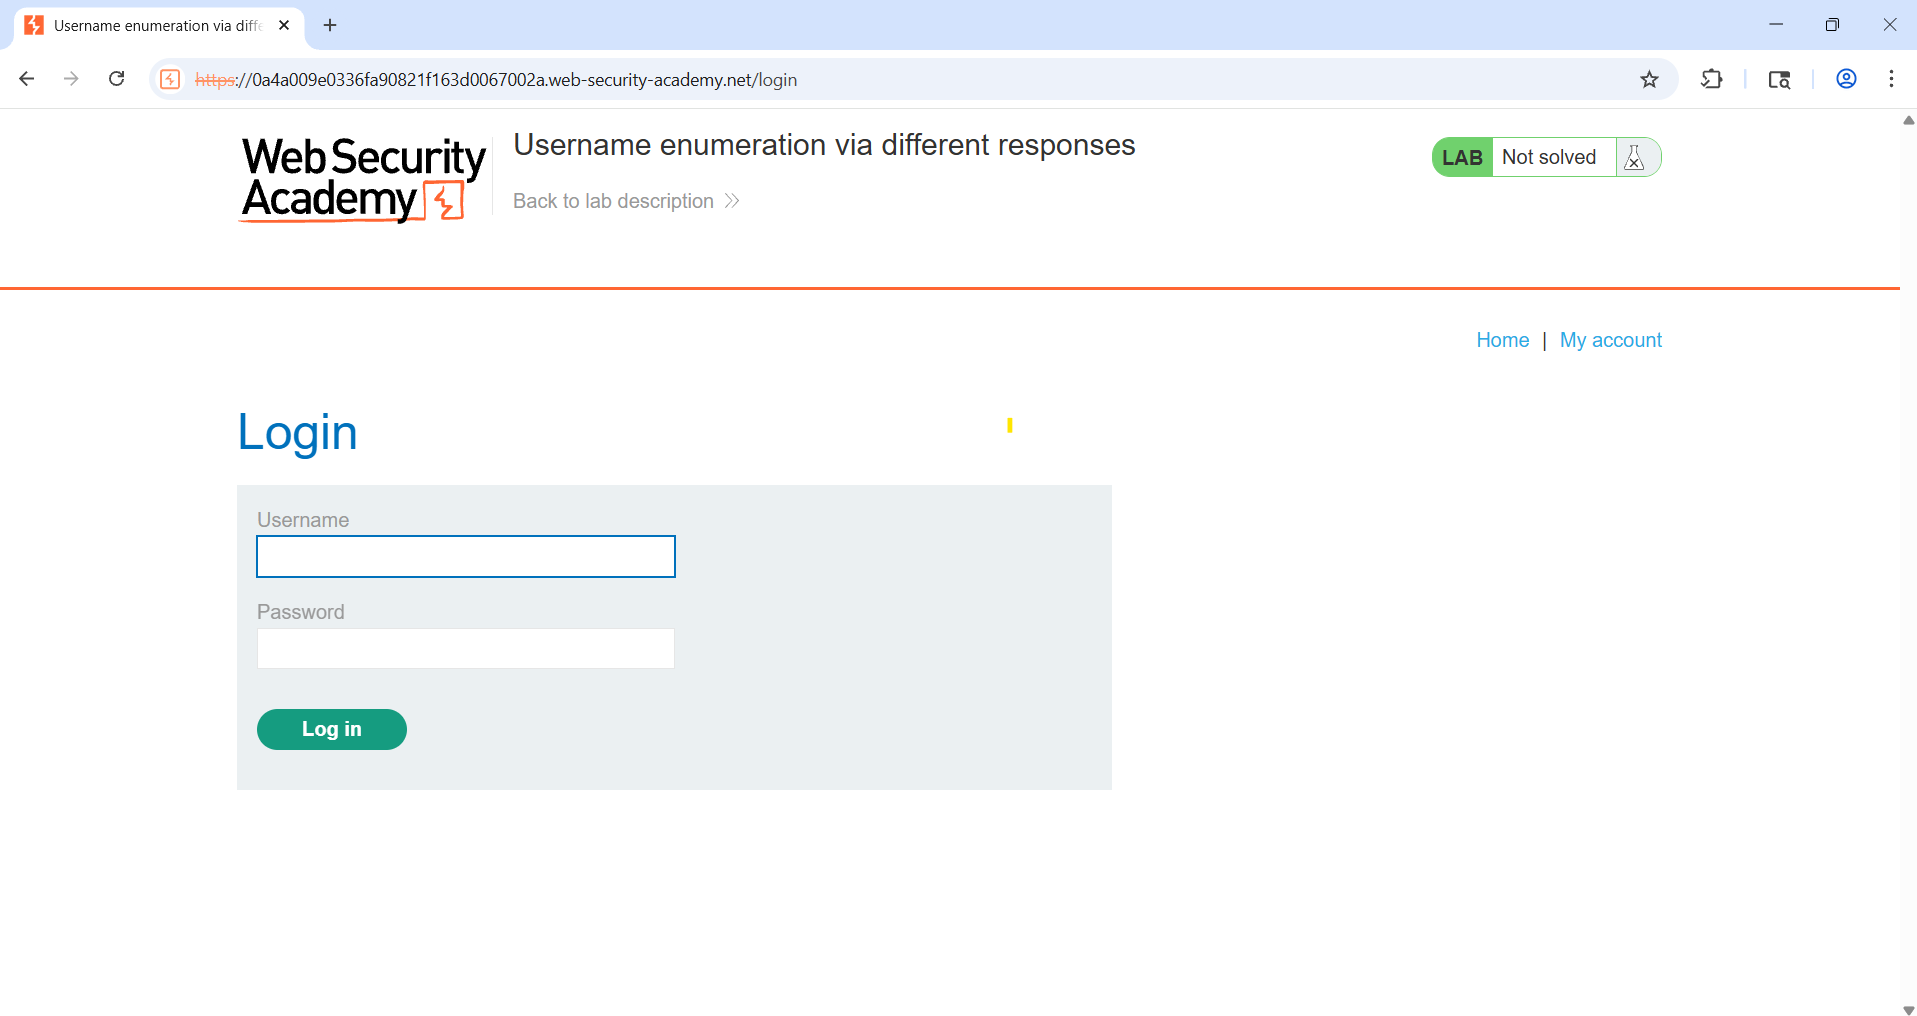 Username enumeration via diffe
https://0a4a009e0336fa90821f163d0067002a.web-security-academy.net/login
Web Security
Academy
Username enumeration via different responses
Back to lab description
LAB Not solved
Home | My account
Login
Username
Password
Log in